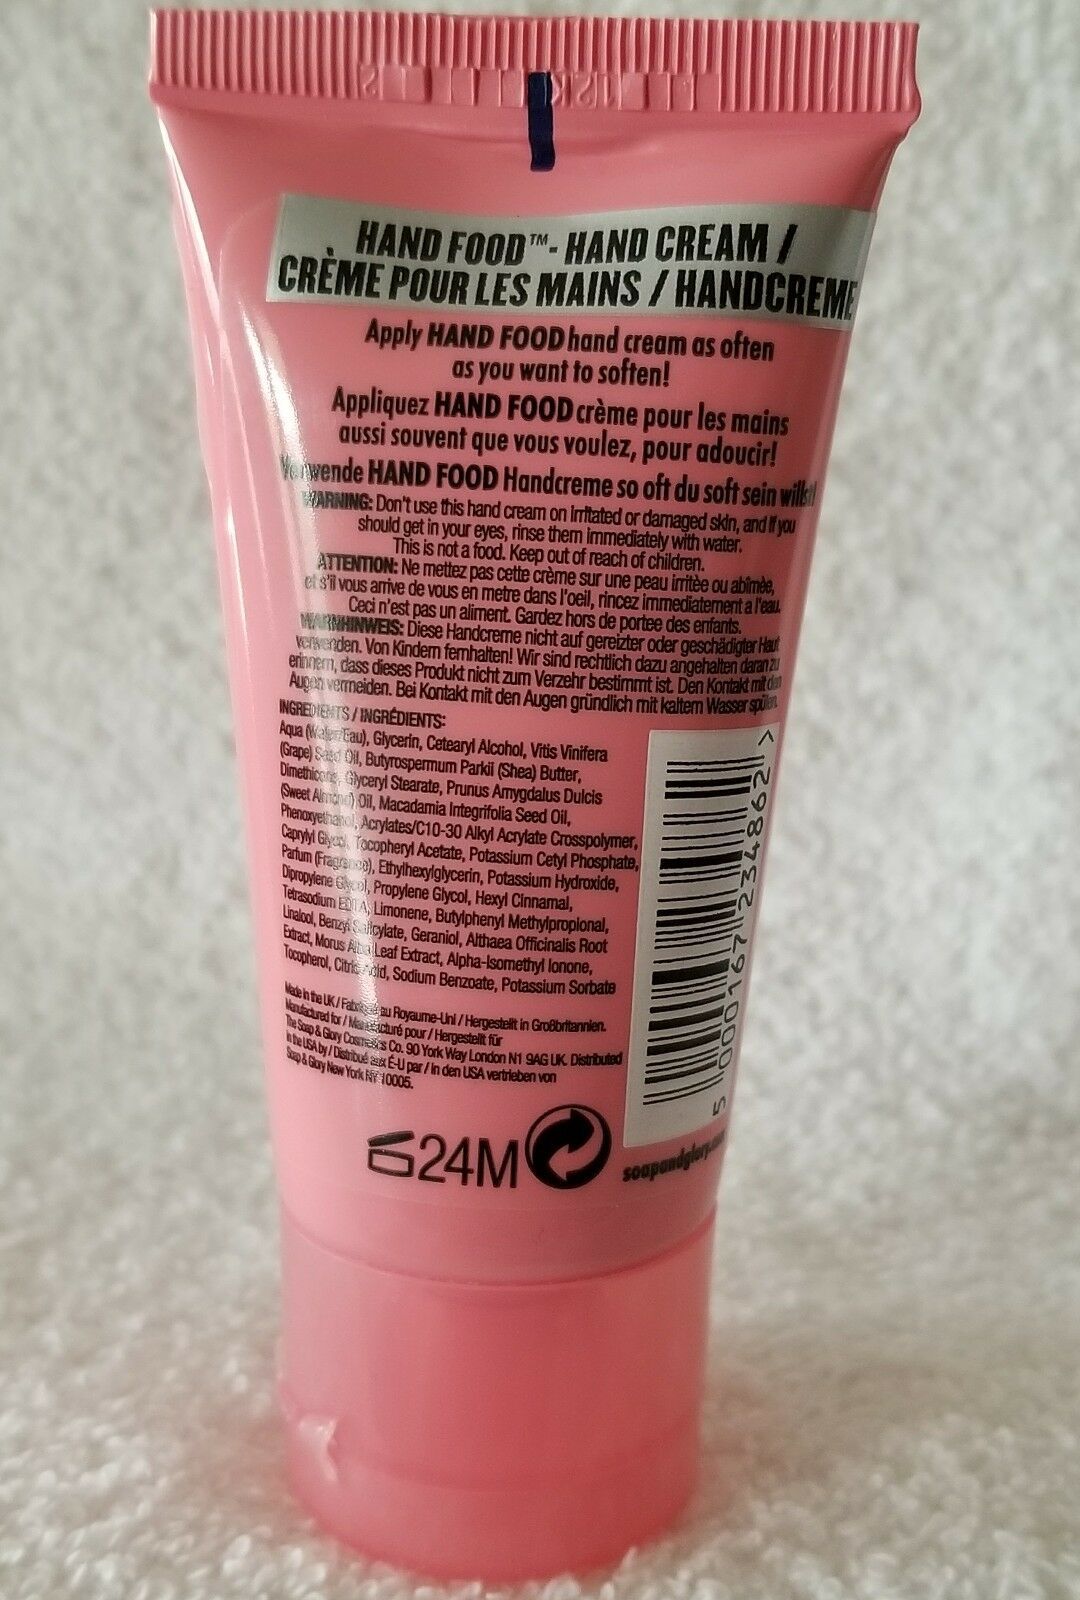 HAND FOOD™- HAND CREAM /
CRÈME POUR LES MAINS / HANDCREME
Apply HAND FOOD hand cream as often
as you want to soften!
Appliquez HAND FOOD crème pour les mains
aussi souvent que vous voulez, pour adoucir!
Verwende HAND FOOD Handcreme so oft du soft sein willst!
WARNING: Don't use this hand cream on irritated or damaged skin, and if you
should get in your eyes, rinse them immediately with water.
This is not a food. Keep out of reach of children.
ATTENTION: Ne mettez pas cette crème sur une peau irritèe ou abîmèe,
et s'il vous arrive de vous en metre dans l'oeil, rincez immediatement a l'eau.
Ceci n'est pas un aliment. Gardez hors de portee des enfants.
WARNHINWEIS: Diese Handcreme nicht auf gereizter oder geschädigter Haut
verwenden. Von Kindern fernhalten! Wir sind rechtlich dazu angehalten daran zu
erinnern, dass dieses Produkt nicht zum Verzehr bestimmt ist. Den Kontakt mit den
Augen vermeiden. Bei Kontakt mit den Augen gründlich mit kaltem Wasser spülen.
INGREDIENTS / INGRÉDIENTS:
Aqua (Water/Eau), Glycerin, Cetearyl Alcohol, Vitis Vinifera
(Grape) Seed Oil, Butyrospermum Parkii (Shea) Butter,
Dimethicone, Glyceryl Stearate, Prunus Amygdalus Dulcis
(Sweet Almond) Oil, Macadamia Integrifolia Seed Oil,
Phenoxyethanol, Acrylates/C10-30 Alkyl Acrylate Crosspolymer,
Caprylyl Glycol, Tocopheryl Acetate, Potassium Cetyl Phosphate,
Parfum (Fragrance), Ethylhexylglycerin, Potassium Hydroxide,
Dipropylene Glycol, Propylene Glycol, Hexyl Cinnamal,
Tetrasodium EDTA, Limonene, Butylphenyl Methylpropional,
Linalool, Benzyl Salicylate, Geraniol, Althaea Officinalis Root
Extract, Morus Alba Leaf Extract, Alpha-Isomethyl Ionone,
Tocopherol, Citric Acid, Sodium Benzoate, Potassium Sorbate
Made in the UK / Fabriqué au Royaume-Uni / Hergestellt in Großbritannien.
Manufactured for / Manufacturé pour / Hergestellt für
The Soap & Glory Cosmetics Co. 90 York Way London N1 9AG UK. Distributed
in the USA by / Distribué aux É-U par / In den USA vertrieben von
Soap & Glory New York NY 10005.
5 000167 234862 >
24M
soapandglory.com